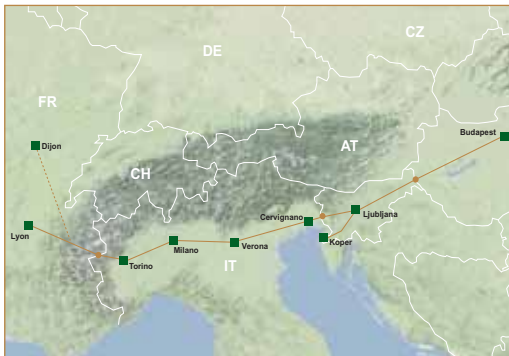 CZ
DE
FR
Budapest
Dijon
AT
CH
Cervignano
Ljubljana
Lyon
Koper
Milano
Verona
Torino
IT